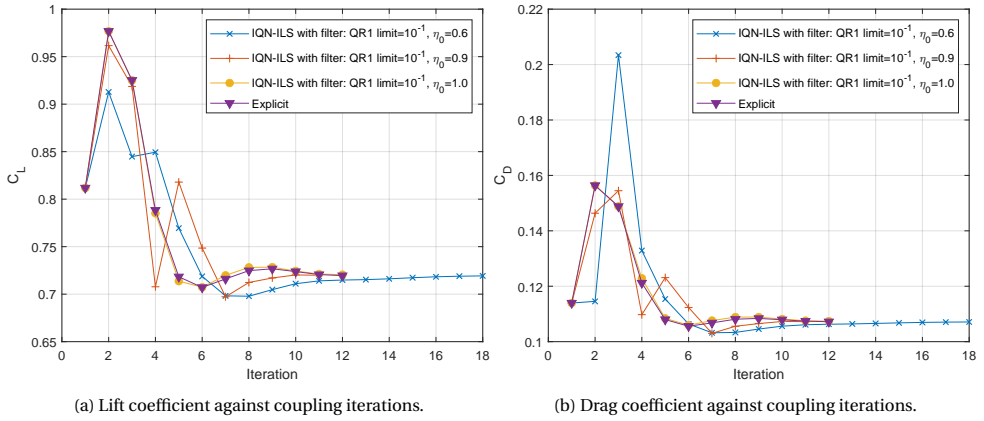 1
0.95
0.9
0.85
0.8
0.75
0.7
0.65
C_L
0 2 4 6 8 10 12 14 16 18
Iteration
IQN-ILS with filter: QR1 limit=10^-1, η_0=0.6
IQN-ILS with filter: QR1 limit=10^-1, η_0=0.9
IQN-ILS with filter: QR1 limit=10^-1, η_0=1.0
Explicit
(a) Lift coefficient against coupling iterations.
0.22
0.2
0.18
0.16
0.14
0.12
0.1
C_D
0 2 4 6 8 10 12 14 16 18
Iteration
IQN-ILS with filter: QR1 limit=10^-1, η_0=0.6
IQN-ILS with filter: QR1 limit=10^-1, η_0=0.9
IQN-ILS with filter: QR1 limit=10^-1, η_0=1.0
Explicit
(b) Drag coefficient against coupling iterations.